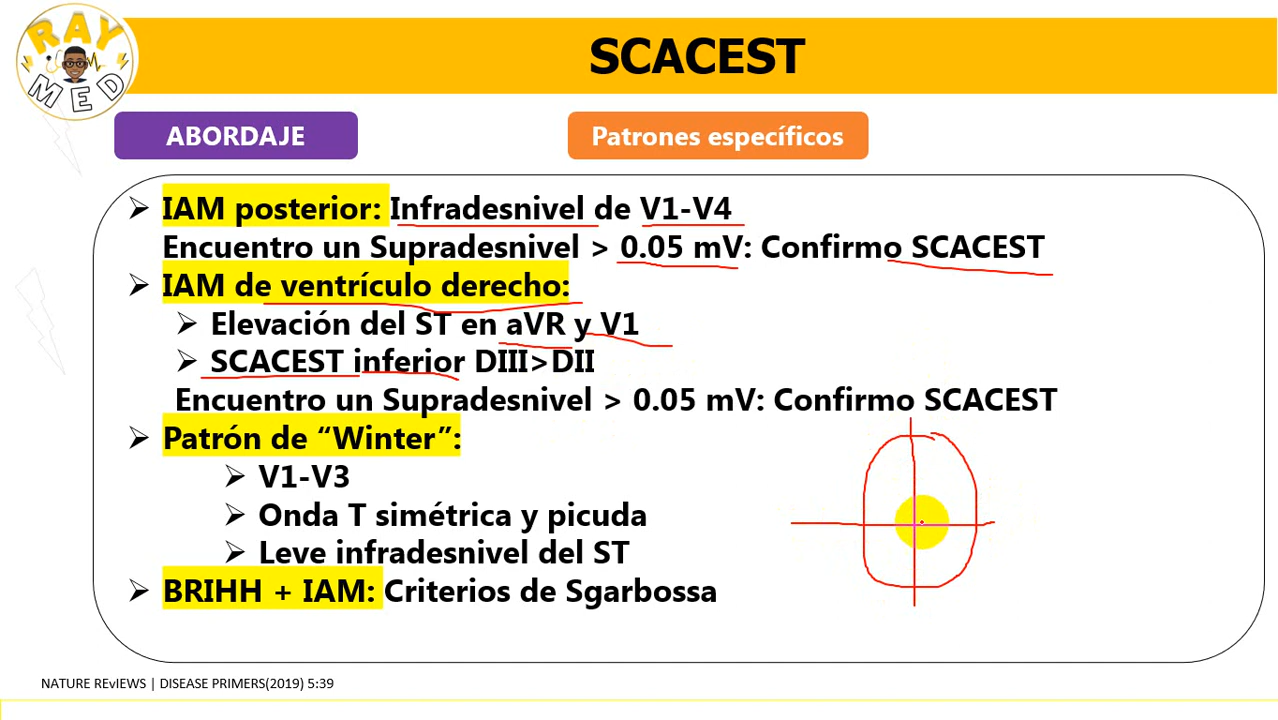 RAY
MED
SCACEST
ABORDAJE
Patrones específicos
IAM posterior: Infradesnivel de V1-V4
Encuentro un Supradesnivel > 0.05 mV: Confirmo SCACEST
IAM de ventrículo derecho:
Elevación del ST en aVR y V1
SCACEST inferior DIII>DII
Encuentro un Supradesnivel > 0.05 mV: Confirmo SCACEST
Patrón de “Winter”:
V1-V3
Onda T simétrica y picuda
Leve infradesnivel del ST
BRIHH + IAM: Criterios de Sgarbossa
NATURE REvIEWS | DISEASE PRIMERS(2019) 5:39